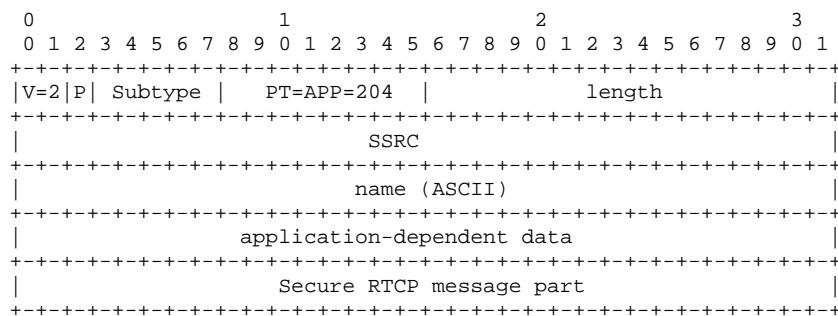 0                   1                   2                   3
0 1 2 3 4 5 6 7 8 9 0 1 2 3 4 5 6 7 8 9 0 1 2 3 4 5 6 7 8 9 0 1
+-+-+-+-+-+-+-+-+-+-+-+-+-+-+-+-+-+-+-+-+-+-+-+-+-+-+-+-+-+-+-+-+
|V=2|P| Subtype |   PT=APP=204  |            length             |
+-+-+-+-+-+-+-+-+-+-+-+-+-+-+-+-+-+-+-+-+-+-+-+-+-+-+-+-+-+-+-+-+
|                           SSRC                                |
+-+-+-+-+-+-+-+-+-+-+-+-+-+-+-+-+-+-+-+-+-+-+-+-+-+-+-+-+-+-+-+-+
|                          name (ASCII)                         |
+-+-+-+-+-+-+-+-+-+-+-+-+-+-+-+-+-+-+-+-+-+-+-+-+-+-+-+-+-+-+-+-+
|                 application-dependent data                    |
+-+-+-+-+-+-+-+-+-+-+-+-+-+-+-+-+-+-+-+-+-+-+-+-+-+-+-+-+-+-+-+-+
|                    Secure RTCP message part                   |
+-+-+-+-+-+-+-+-+-+-+-+-+-+-+-+-+-+-+-+-+-+-+-+-+-+-+-+-+-+-+-+-+